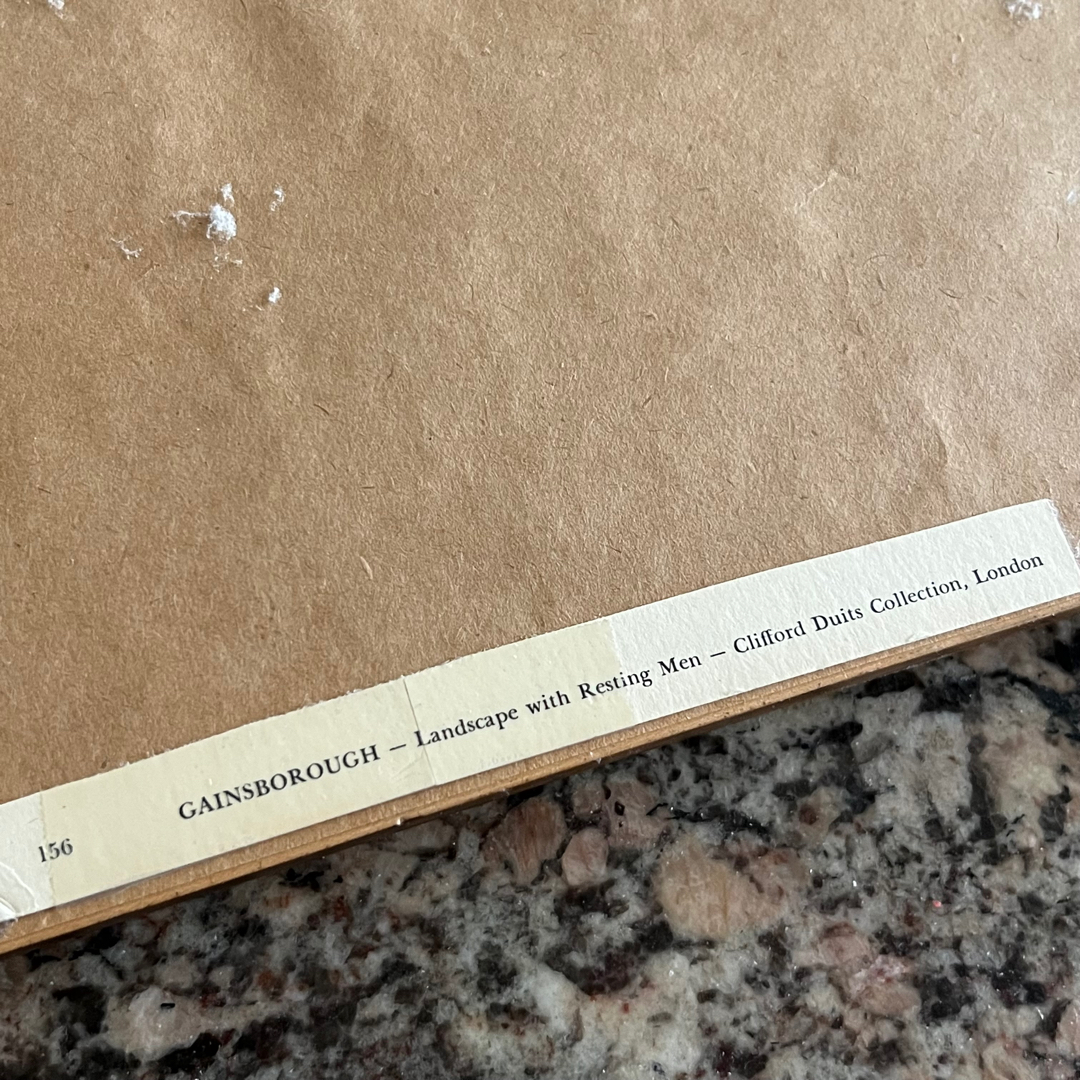 156 GAINSBOROUGH – Landscape with Resting Men – Clifford Duits Collection, London